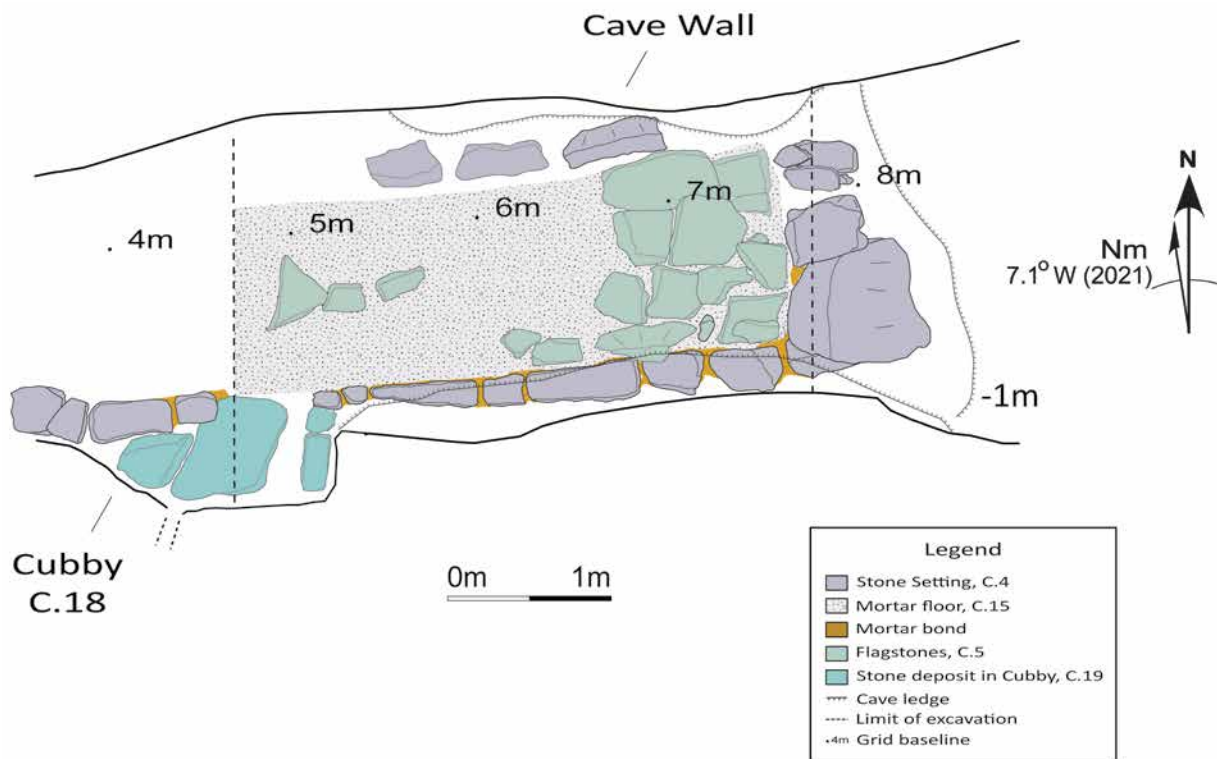 Cave Wall
4m
5m
6m
7m
8m
-1m
N
Nm
7.1° W (2021)
Cubby
C.18
0m 1m
Legend
Stone Setting, C.4
Mortar floor, C.15
Mortar bond
Flagstones, C.5
Stone deposit in Cubby, C.19
Cave ledge
Limit of excavation
4m Grid baseline